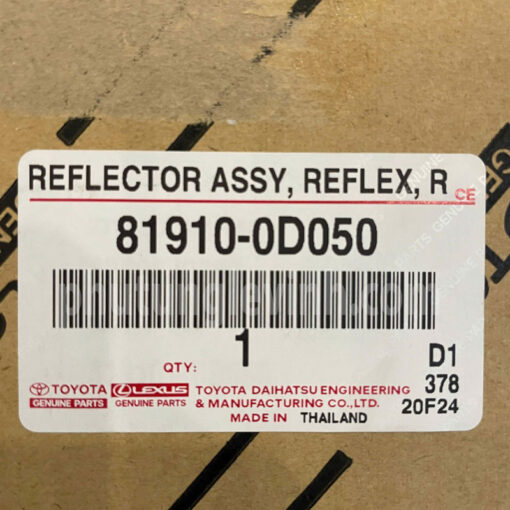 REFLECTOR ASSY, REFLEX, R
CE
81910-0D050
1
QTY:
D1
378
20F24
TOYOTA
GENUINE PARTS
LEXUS
GENUINE PARTS
TOYOTA DAIHATSU ENGINEERING
& MANUFACTURING CO.,LTD.
MADE IN THAILAND